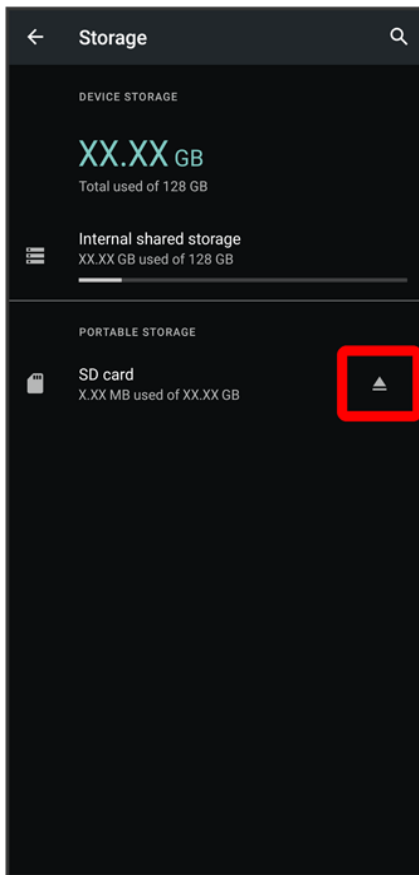 Storage
DEVICE STORAGE
XX.XX GB
Total used of 128 GB
Internal shared storage
XX.XX GB used of 128 GB
PORTABLE STORAGE
SD card
X.XX MB used of XX.XX GB